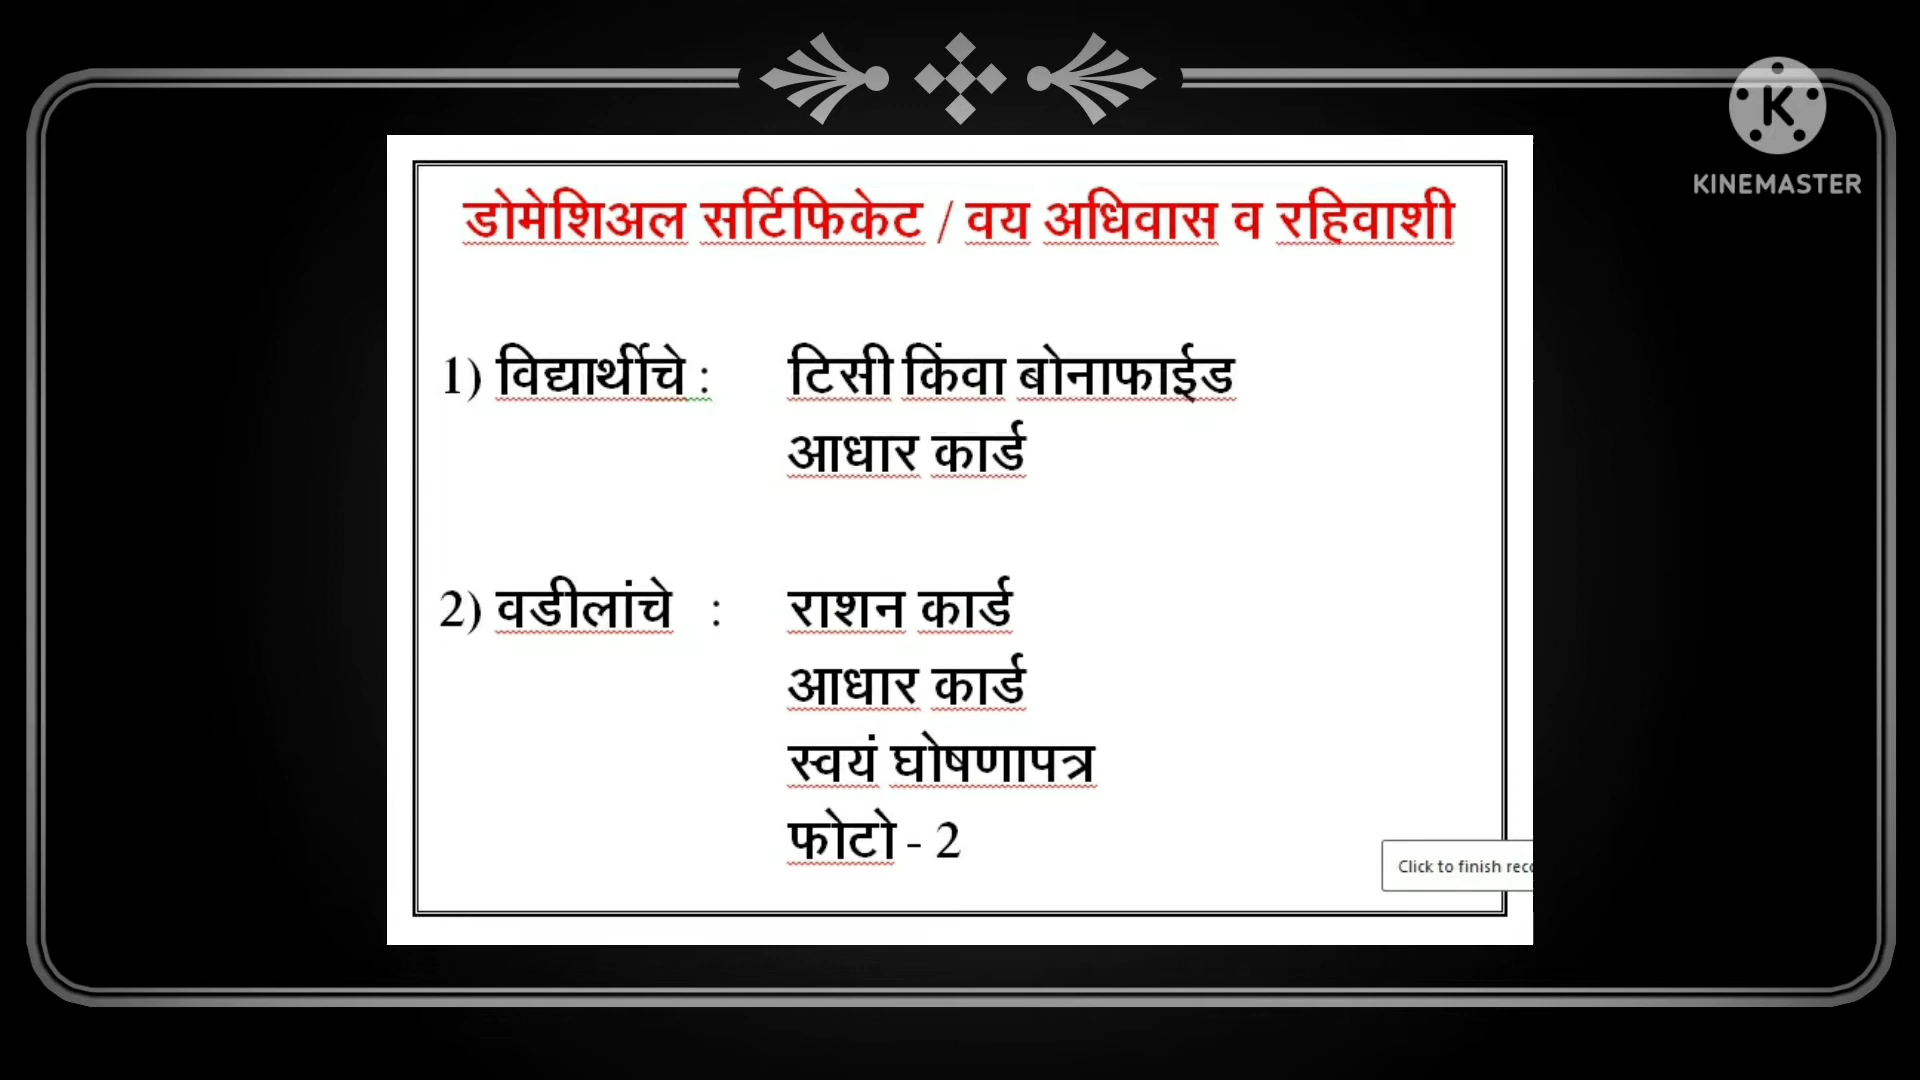 डोमेशिअल सर्टिफिकेट / वय अधिवास व रहिवाशी
1) विद्यार्थीचे : टिसी किंवा बोनाफाईड
आधार कार्ड
2) वडीलांचे : राशन कार्ड
आधार कार्ड
स्वयं घोषणापत्र
फोटो - 2
Click to finish
K
KINEMASTER